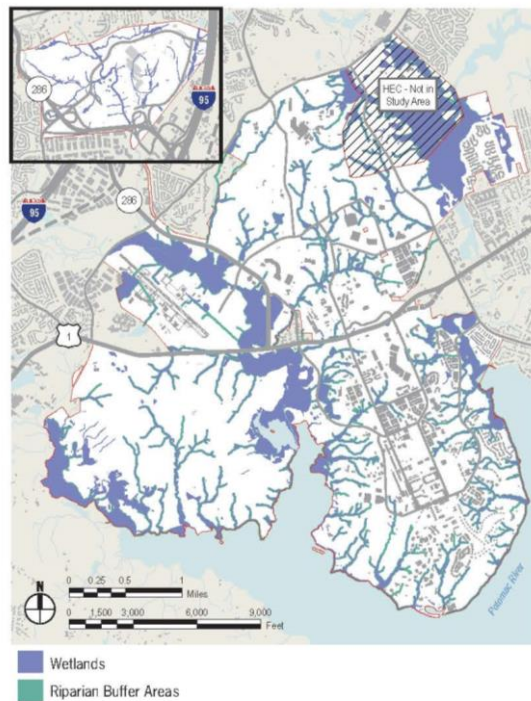 286
95
HEC - Not in
Study Area
286
95
1
N
0 0.25 0.5 1
Miles
0 1,500 3,000 6,000 9,000
Feet
Potomac River
Wetlands
Riparian Buffer Areas